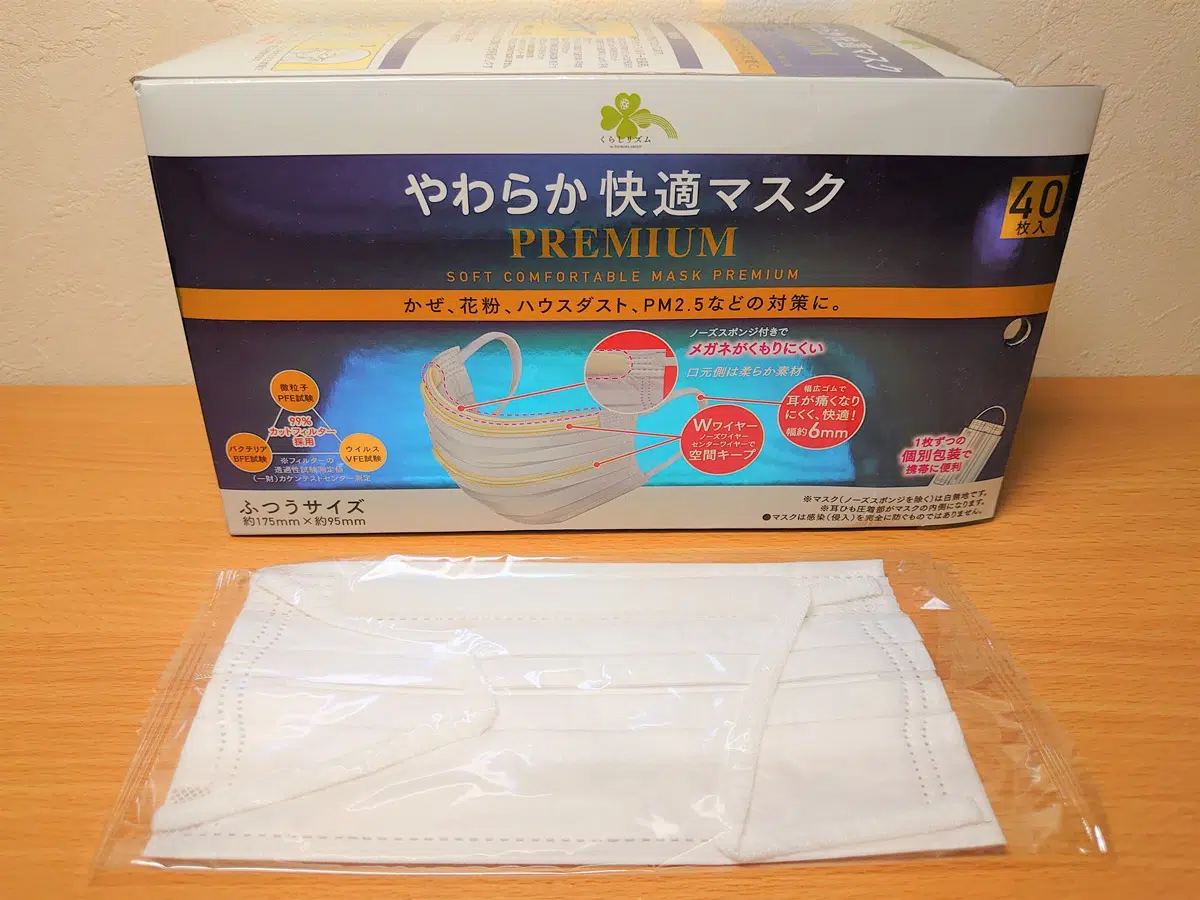 くらしリズム
やわらか 快適マスク
PREMIUM
SOFT COMFORTABLE MASK PREMIUM
40
枚入
かぜ、花粉、ハウスダスト、PM2.5などの対策に。
ノーズスポンジ付きで
メガネがくもりにくい
口元側は柔らか素材
幅広ゴムで
耳が痛くなり
にくく、快適!
幅約6mm
Wワイヤー
ノーズワイヤー
センターワイヤーで
空間キープ
微粒子
PFE試験
99%
カットフィルター
採用
バクテリア
BFE試験
ウイルス
VFE試験
※フィルターの
透過性試験測定値
(一財)カケンテストセンター測定
1枚ずつの
個別包装で
携帯に便利
ふつうサイズ
約175mm×約95mm
※マスク(ノーズスポンジを除く)は白無地です。
※耳ひも圧着部がマスクの内側になります。
●マスクは感染(侵入)を完全に防ぐものではありません。